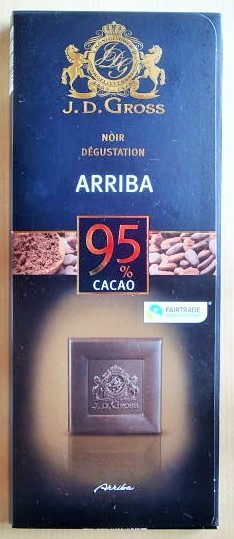 J.D.G
J. D. GROSS
NOIR
DÉGUSTATION
ARRIBA
95
%
CACAO
FAIRTRADE
J. D. GROSS
Arriba